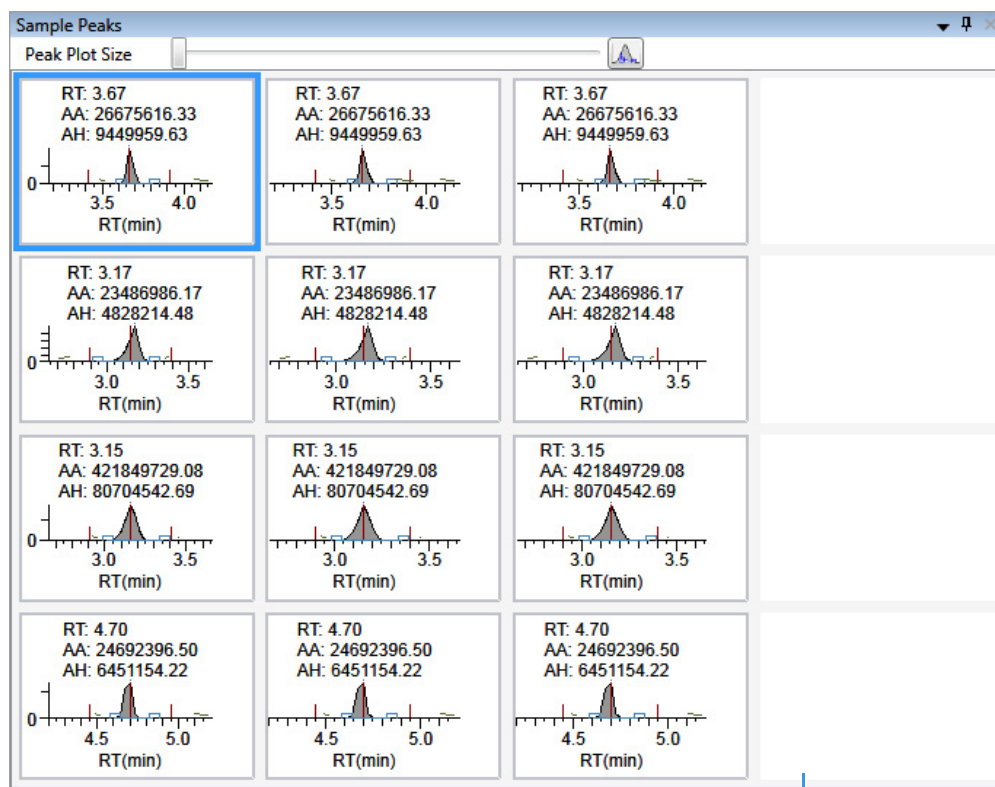 Sample Peaks
Peak Plot Size
RT: 3.67
AA: 26675616.33
AH: 9449959.63
0
3.5 4.0
RT(min)
RT: 3.67
AA: 26675616.33
AH: 9449959.63
3.5 4.0
RT(min)
RT: 3.67
AA: 26675616.33
AH: 9449959.63
3.5 4.0
RT(min)
RT: 3.17
AA: 23486986.17
AH: 4828214.48
0
3.0 3.5
RT(min)
RT: 3.17
AA: 23486986.17
AH: 4828214.48
3.0 3.5
RT(min)
RT: 3.17
AA: 23486986.17
AH: 4828214.48
3.0 3.5
RT(min)
RT: 3.15
AA: 421849729.08
AH: 80704542.69
0
3.0 3.5
RT(min)
RT: 3.15
AA: 421849729.08
AH: 80704542.69
3.0 3.5
RT(min)
RT: 3.15
AA: 421849729.08
AH: 80704542.69
3.0 3.5
RT(min)
RT: 4.70
AA: 24692396.50
AH: 6451154.22
0
4.5 5.0
RT(min)
RT: 4.70
AA: 24692396.50
AH: 6451154.22
4.5 5.0
RT(min)
RT: 4.70
AA: 24692396.50
AH: 6451154.22
4.5 5.0
RT(min)